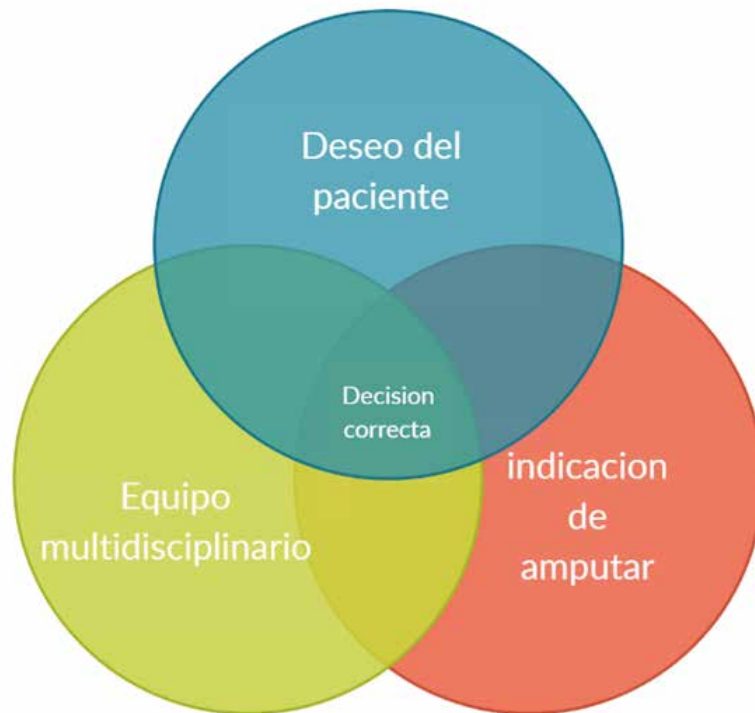 Deseo del
paciente
Decision
correcta
Equipo
multidisciplinario
indicacion
de
amputar